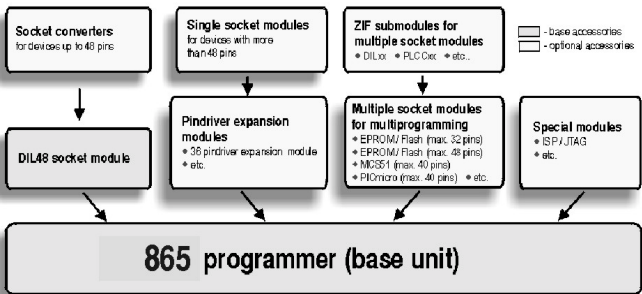 Socket converters
for devices up to 48 pins
Single socket modules
for devices with more
than 48 pins
ZIF submodules for
multiple socket modules
◆ DILxx ◆ PLCCxx ◆ etc..
- base accessories
- optional accessories
DIL48 socket module
Pindriver expansion
modules
◆ 36 pindriver expansion module
◆ etc.
Multiple socket modules
for multiprogramming
◆ EPROM/ Flash (max. 32 pins)
◆ EPROM/ Flash (max. 48 pins)
◆ MCS51 (max. 40 pins)
◆ PICmicro (max. 40 pins) ◆ etc.
Special modules
◆ ISP / JTAG
◆ etc.
865 programmer (base unit)